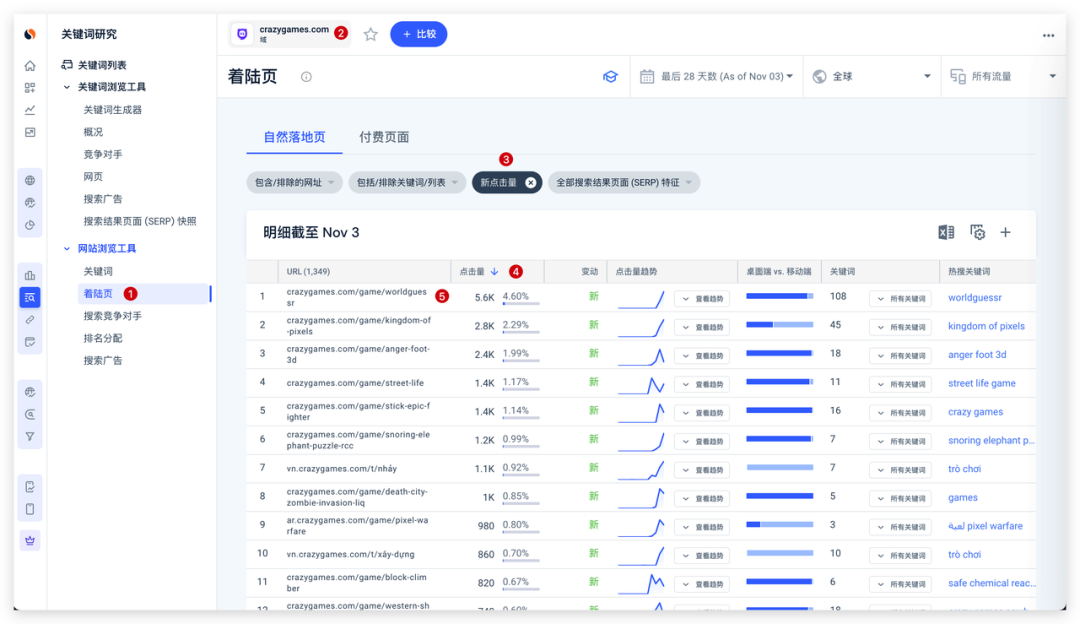 关键词研究
crazygames.com
域
2
+ 比较
关键词列表
关键词浏览工具
关键词生成器
概况
竞争对手
网页
搜索广告
搜索结果页面 (SERP) 快照
网站浏览工具
关键词
着陆页 1
搜索竞争对手
排名分配
搜索广告
着陆页
最后 28 天数 (As of Nov 03)
全球
所有流量
自然落地页
付费页面
3
包含/排除的网址
包括/排除关键词/列表
新点击量
全部搜索结果页面 (SERP) 特征
明细截至 Nov 3
URL (1,349)
点击量
4
变动
点击量趋势
桌面端 vs. 移动端
关键词
热搜关键词
1 crazygames.com/game/worldgues
sr
5 5.6K 4.60% 新 查看趋势 108 所有关键词 worldguessr
2 crazygames.com/game/kingdom-of
-pixels
2.8K 2.29% 新 查看趋势 45 所有关键词 kingdom of pixels
3 crazygames.com/game/anger-foot-
3d
2.4K 1.99% 新 查看趋势 18 所有关键词 anger foot 3d
4 crazygames.com/game/street-life 1.4K 1.17% 新 查看趋势 11 所有关键词 street life game
5 crazygames.com/game/stick-epic-f
ighter
1.4K 1.14% 新 查看趋势 16 所有关键词 crazy games
6 crazygames.com/game/snoring-ele
phant-puzzle-rcc
1.2K 0.99% 新 查看趋势 7 所有关键词 snoring elephant p...
7 vn.crazygames.com/t/nhảy 1.1K 0.92% 新 查看趋势 7 所有关键词 trò chơi
8 crazygames.com/game/death-city-
zombie-invasion-liq
1K 0.85% 新 查看趋势 5 所有关键词 games
9 ar.crazygames.com/game/pixel-wa
rfare
980 0.80% 新 查看趋势 3 所有关键词 لعبة pixel warfare
10 vn.crazygames.com/t/xây-dựng 860 0.70% 新 查看趋势 10 所有关键词 trò chơi
11 crazygames.com/game/block-clim
ber
820 0.67% 新 查看趋势 6 所有关键词 safe chemical reac...
12 crazygames.com/game/western-sh